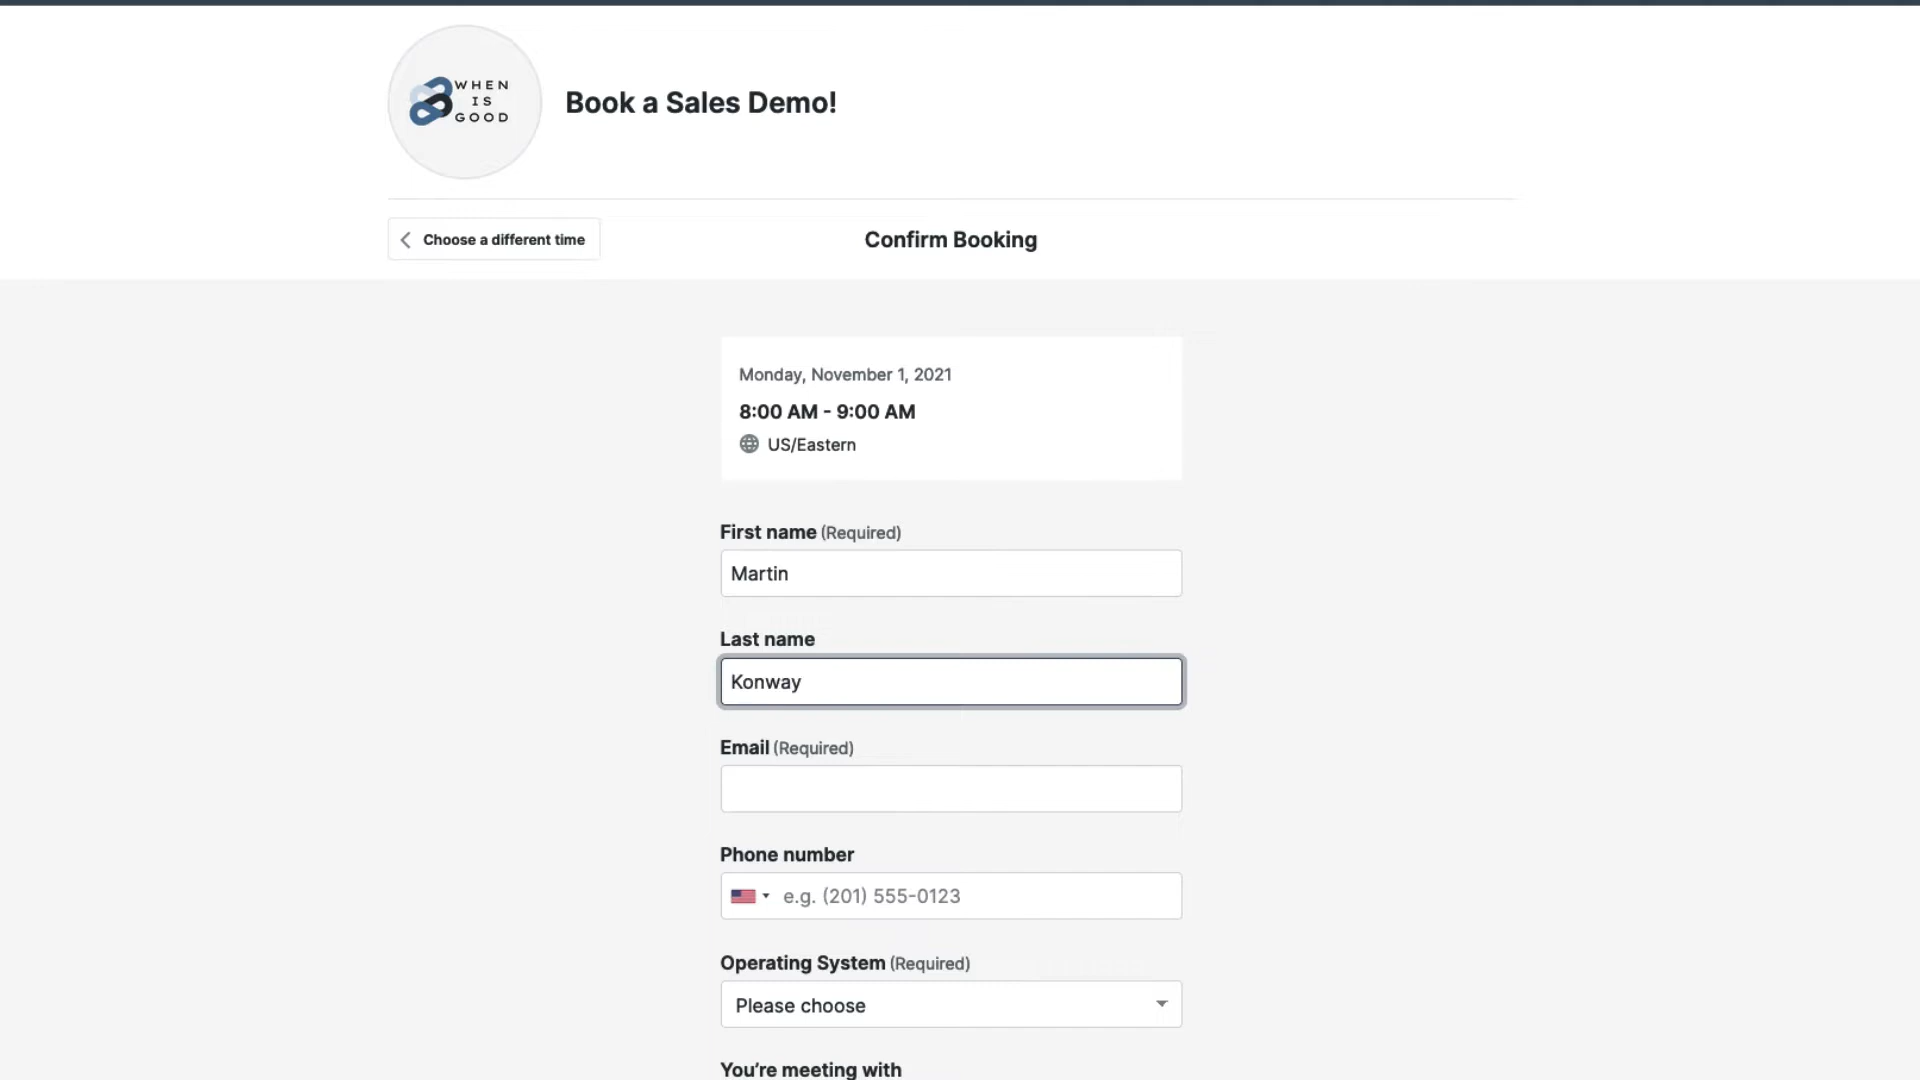 WHEN
IS
GOOD
Book a Sales Demo!
Choose a different time
Confirm Booking
Monday, November 1, 2021
8:00 AM - 9:00 AM
US/Eastern
First name (Required)
Martin
Last name
Konway
Email (Required)
Phone number
e.g. (201) 555-0123
Operating System (Required)
Please choose
You're meeting with